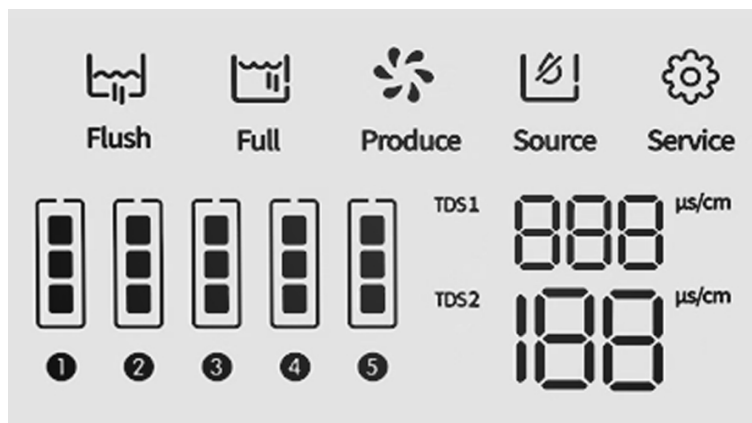 Flush Full Produce Source Service
TDS1 888 µs/cm
TDS2 188 µs/cm
1 2 3 4 5